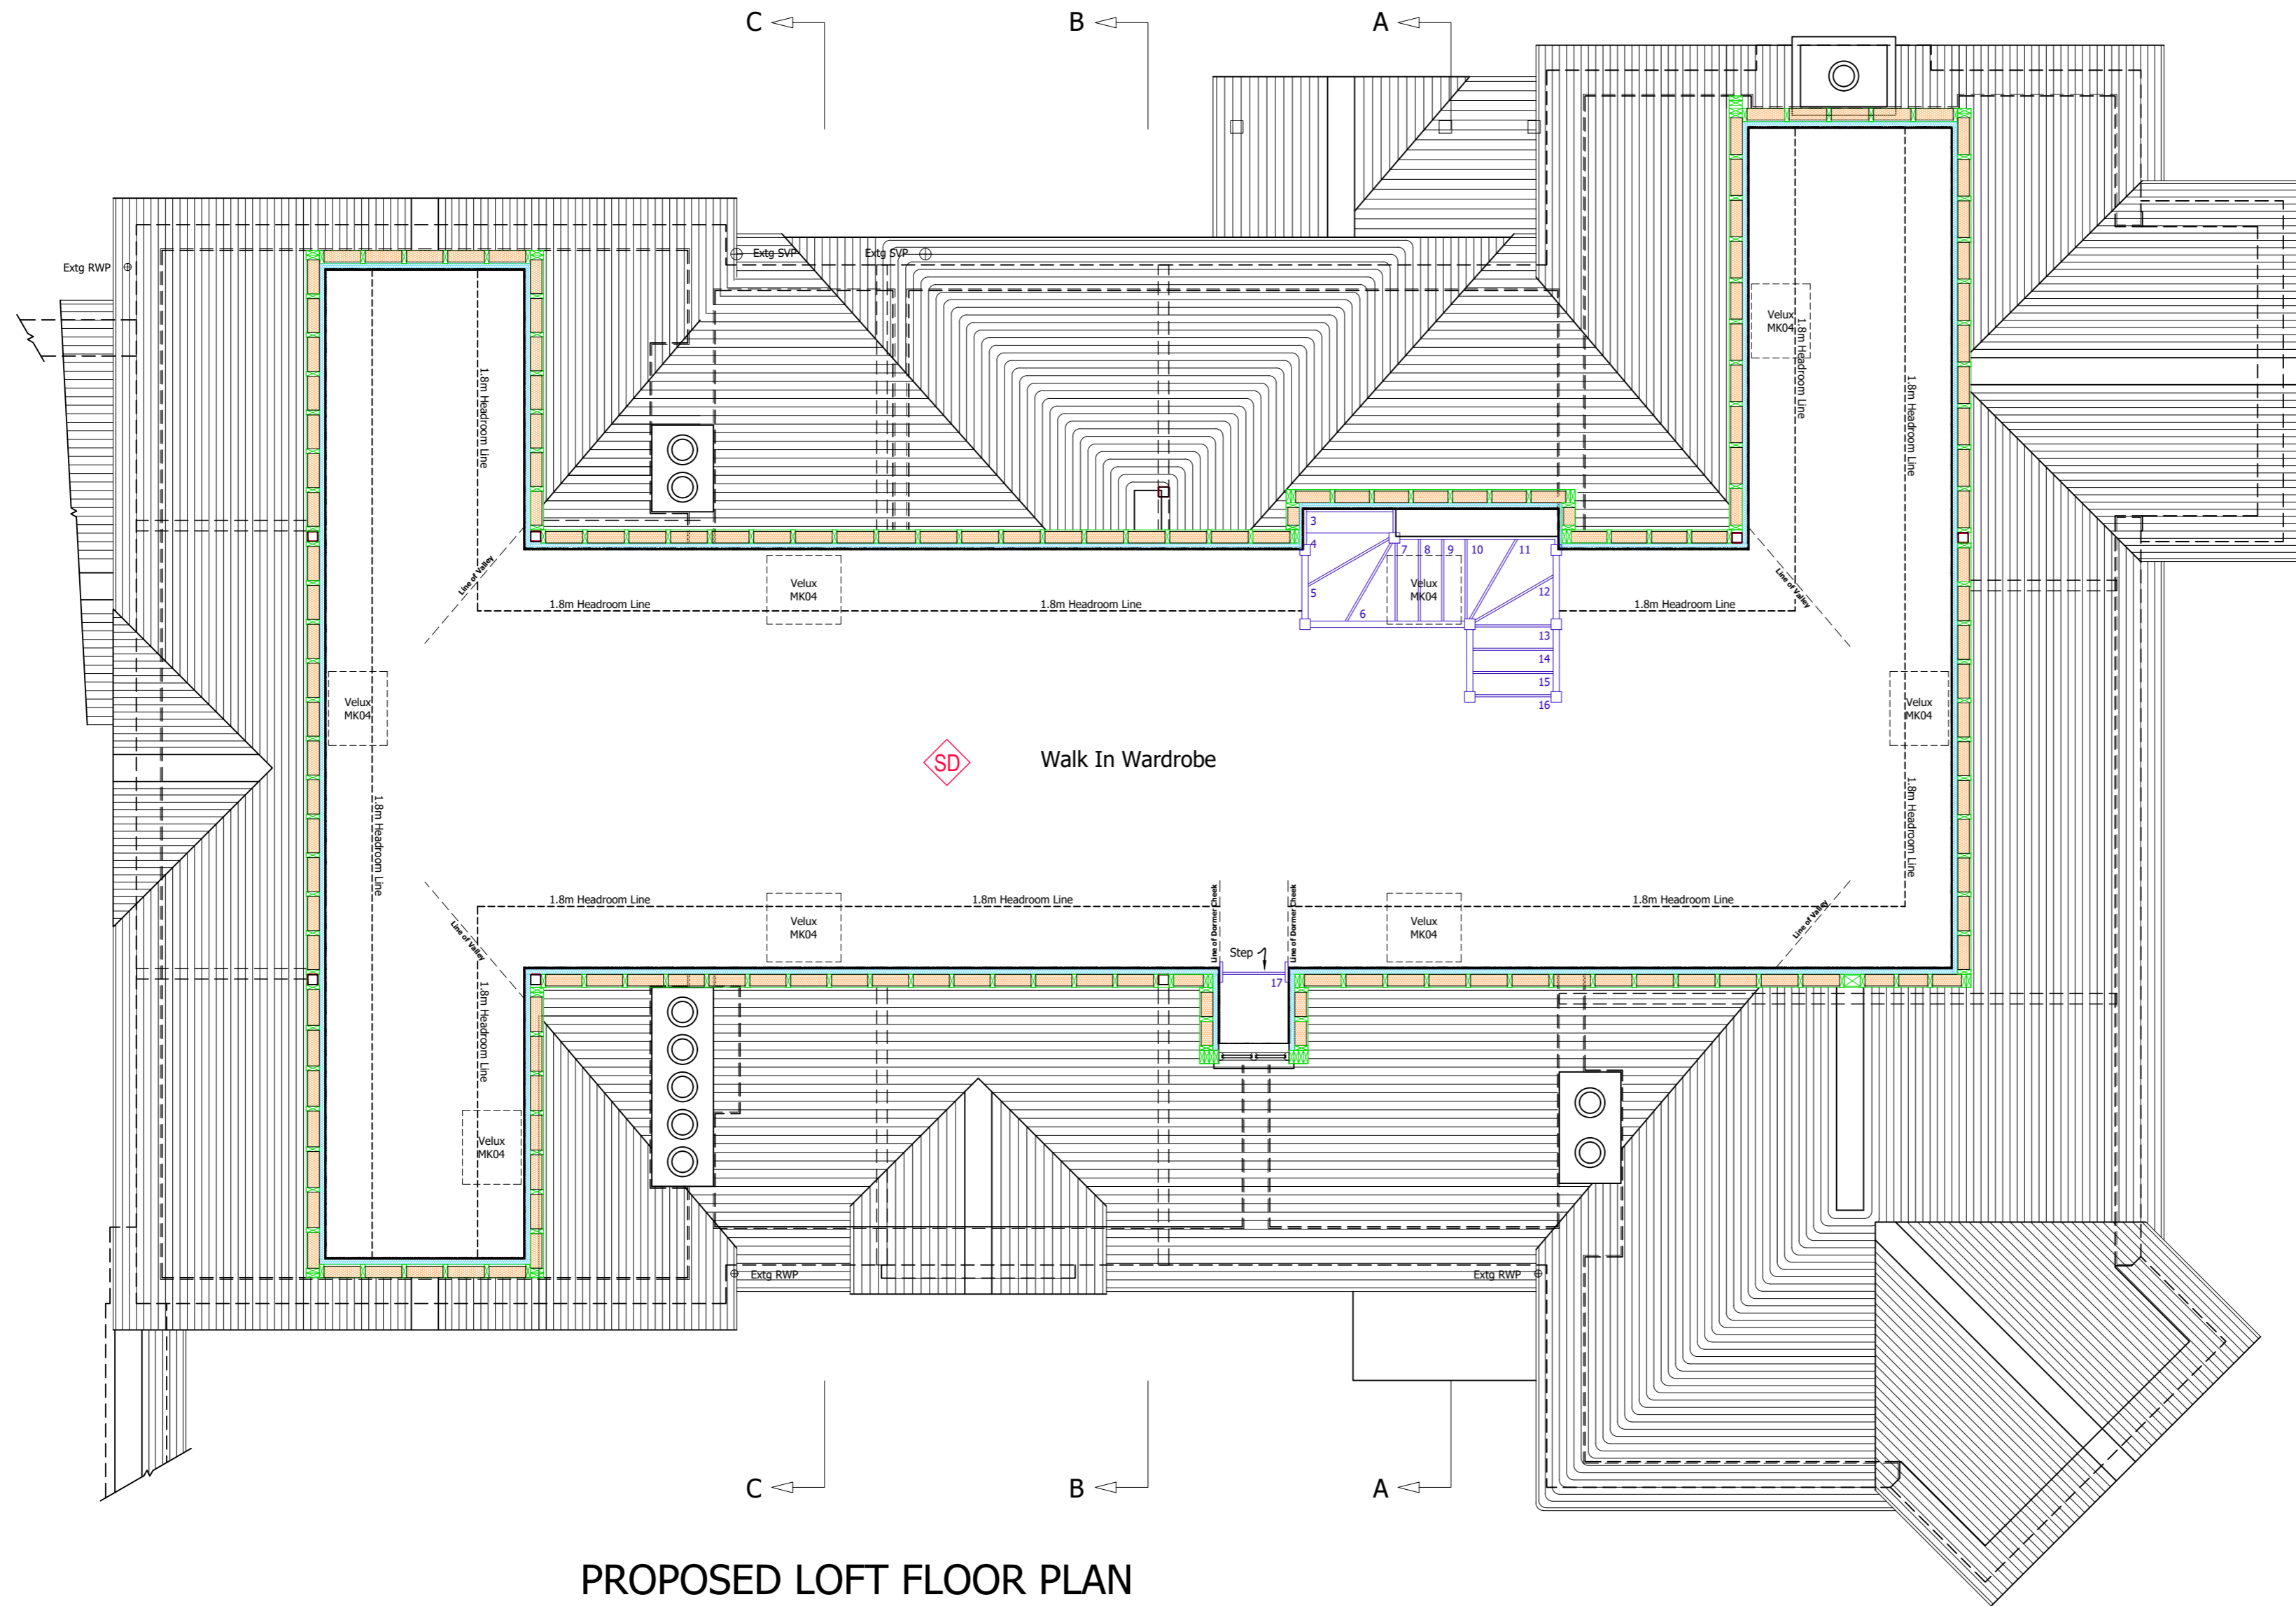 C
B
A
Extg RWP
Extg SVP
Extg SVP
Velux
MK04
1.8m Headroom Line
1.8m Headroom Line
1.8m Headroom Line
3
4
5
6
7
8
9
10
11
12
13
14
15
16
Line of Valley
Velux
MK04
Velux
MK04
Line of Valley
1.8m Headroom Line
1.8m Headroom Line
1.8m Headroom Line
Velux
MK04
Velux
MK04
SD
Walk In Wardrobe
1.8m Headroom Line
1.8m Headroom Line
1.8m Headroom Line
1.8m Headroom Line
1.8m Headroom Line
Velux
MK04
Velux
MK04
Line of Dormer Cheek
Line of Dormer Cheek
Line of Valley
Line of Valley
Step
17
1.8m Headroom Line
Velux
MK04
Extg RWP
Extg RWP
C
B
A
PROPOSED LOFT FLOOR PLAN